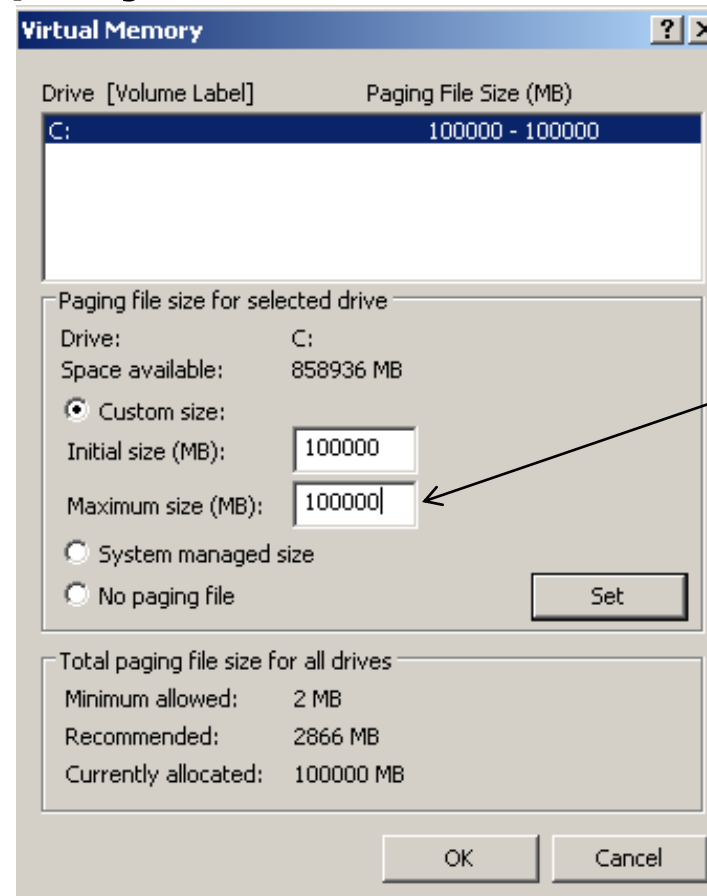 Virtual Memory
Drive [Volume Label] Paging File Size (MB)
C: 100000 - 100000
Paging file size for selected drive
Drive: C:
Space available: 858936 MB
Custom size:
Initial size (MB): 100000
Maximum size (MB): 100000
System managed size
No paging file Set
Total paging file size for all drives
Minimum allowed: 2 MB
Recommended: 2866 MB
Currently allocated: 100000 MB
OK Cancel